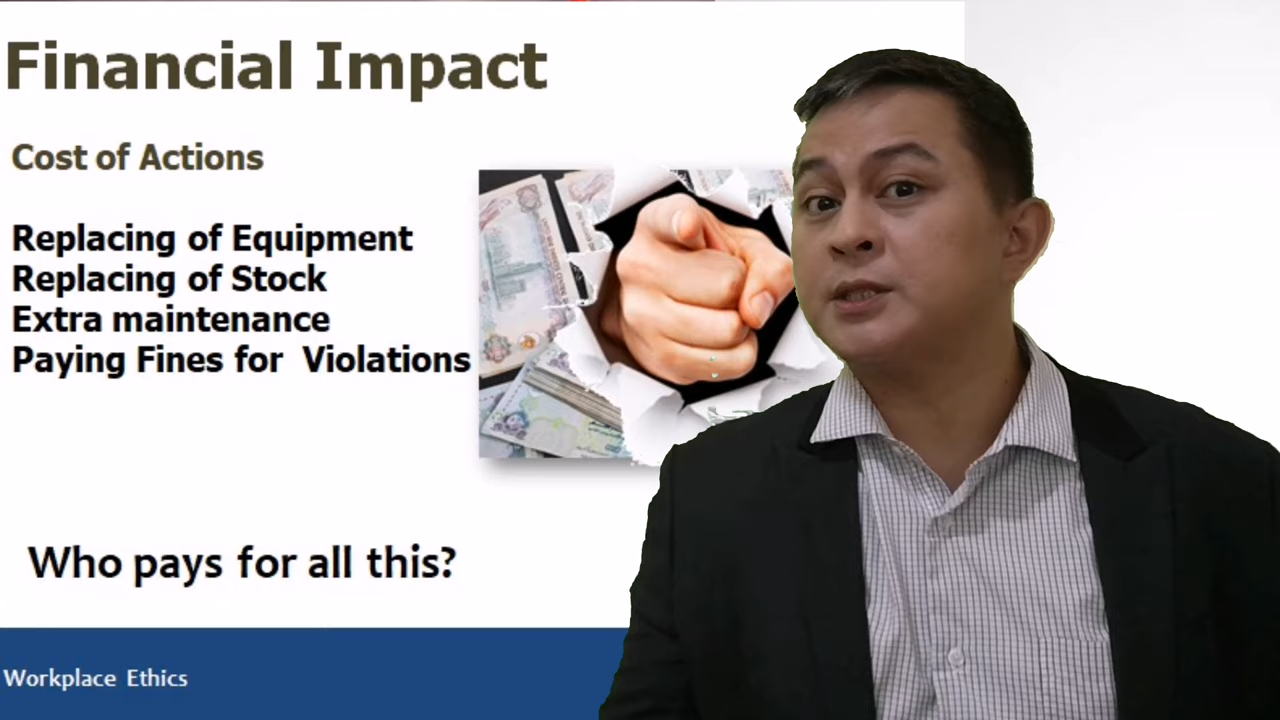 Financial Impact
Cost of Actions
Replacing of Equipment
Replacing of Stock
Extra maintenance
Paying Fines for Violations
Who pays for all this?
Workplace Ethics